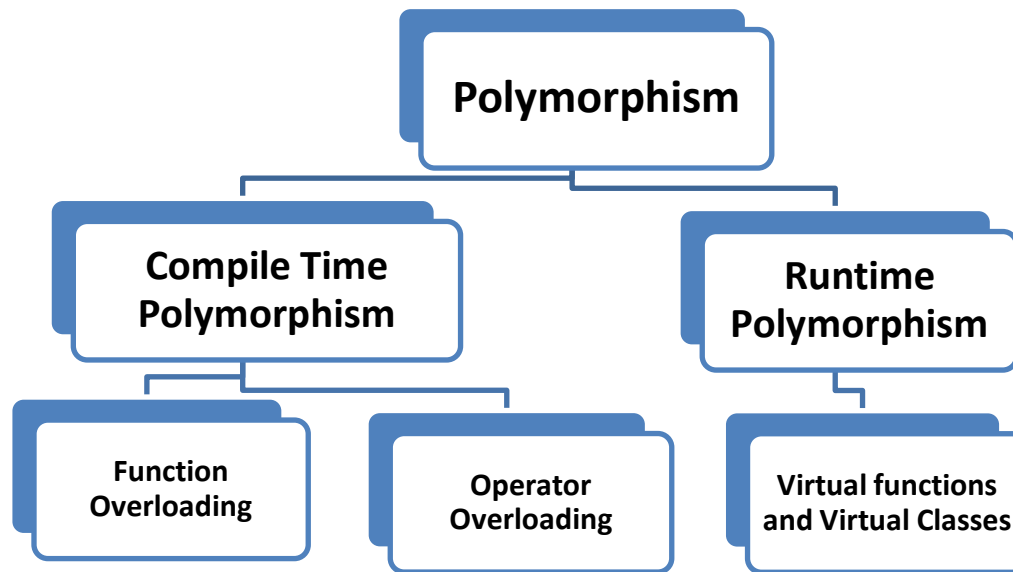 Polymorphism
Compile Time
Polymorphism
Runtime
Polymorphism
Function
Overloading
Operator
Overloading
Virtual functions
and Virtual Classes